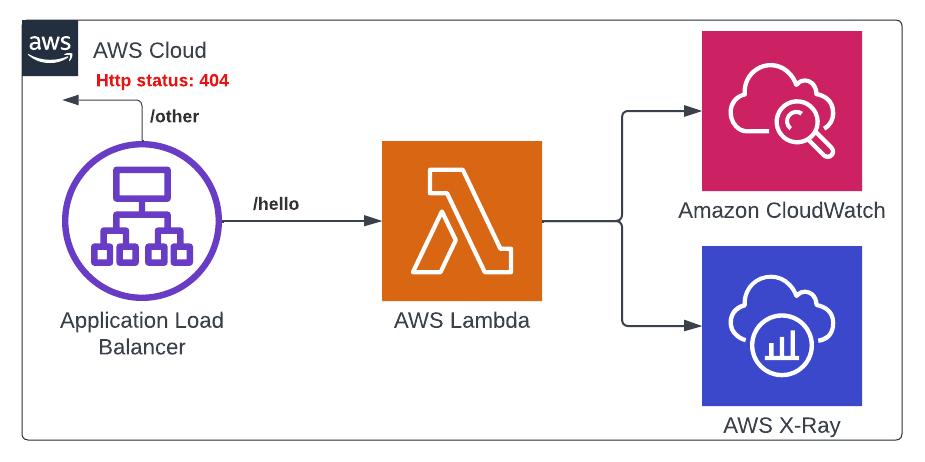 aws
AWS Cloud
Http status: 404
/other
/hello
Application Load
Balancer
AWS Lambda
Amazon CloudWatch
AWS X-Ray